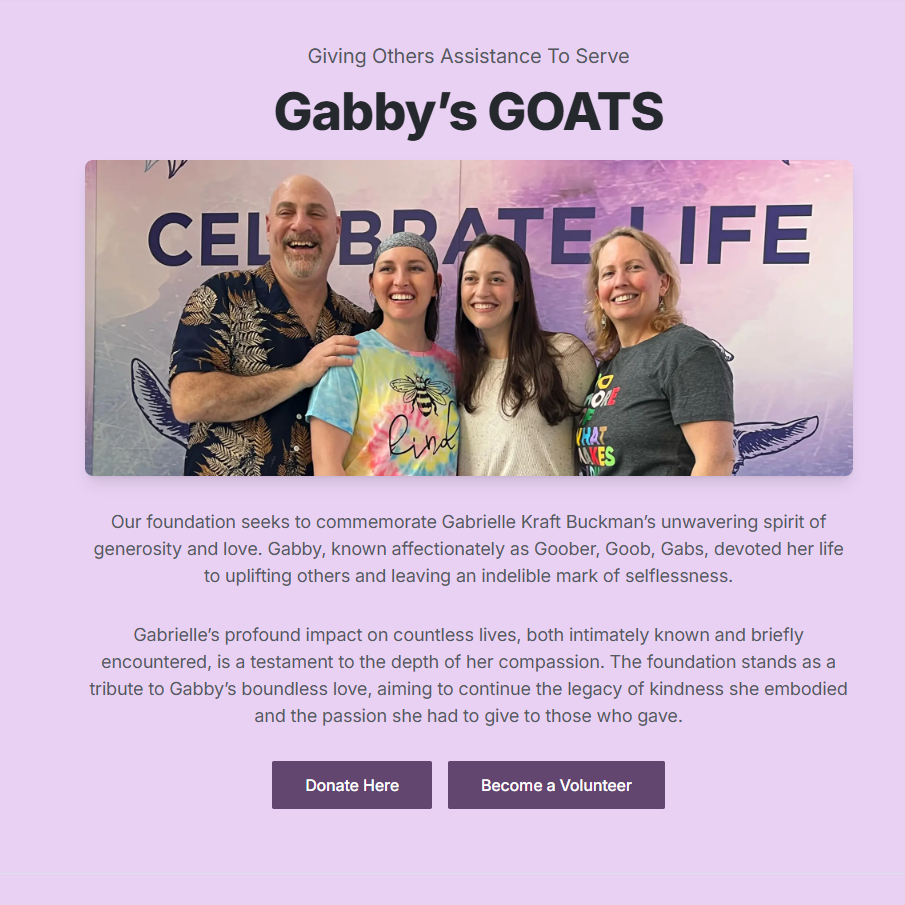 Giving Others Assistance To Serve
Gabby’s GOATS
CELEBRATE LIFE
kind
Our foundation seeks to commemorate Gabrielle Kraft Buckman’s unwavering spirit of
generosity and love. Gabby, known affectionately as Goober, Goob, Gabs, devoted her life
to uplifting others and leaving an indelible mark of selflessness.
Gabrielle’s profound impact on countless lives, both intimately known and briefly
encountered, is a testament to the depth of her compassion. The foundation stands as a
tribute to Gabby’s boundless love, aiming to continue the legacy of kindness she embodied
and the passion she had to give to those who gave.
Donate Here
Become a Volunteer